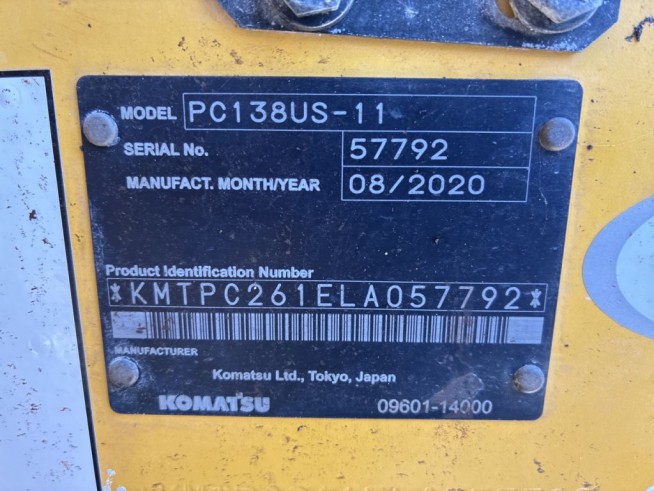 MODEL PC138US-11
SERIAL No. 57792
MANUFACT. MONTH/YEAR 08/2020
Product Identification Number
*KMTPC261ELA057792*
MANUFACTURER
Komatsu Ltd., Tokyo, Japan
KOMATSU 09601-14000